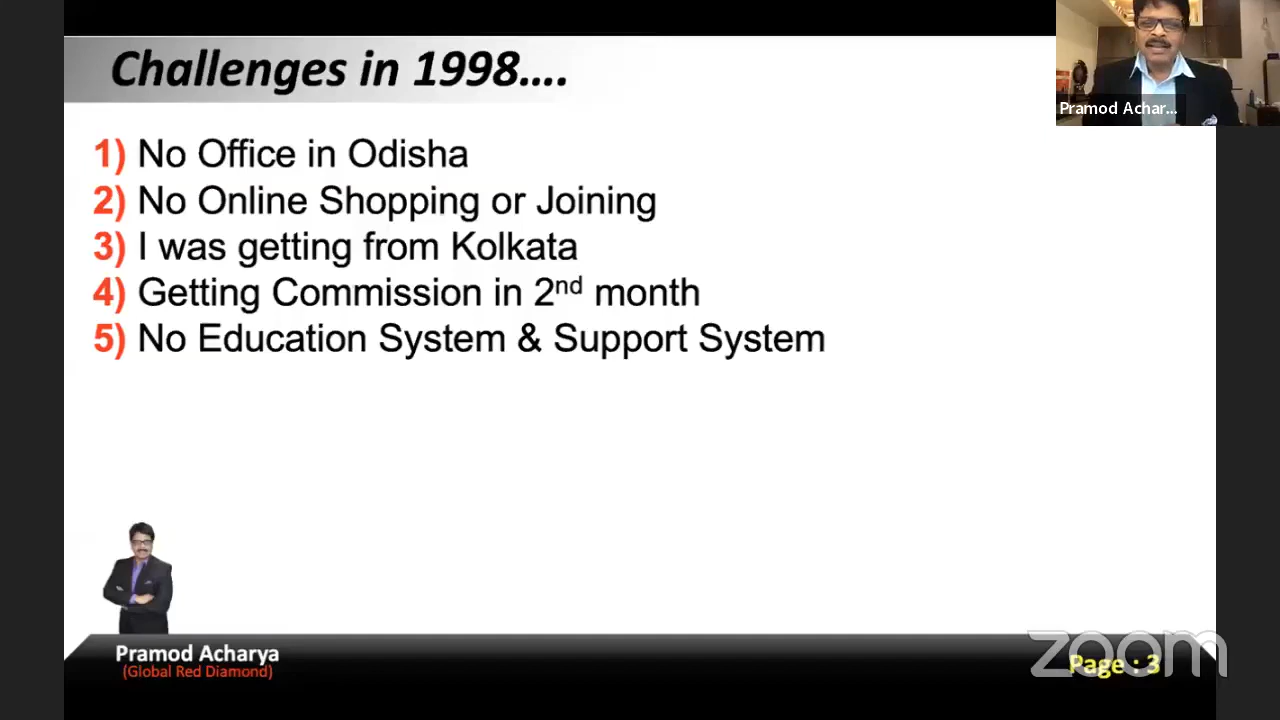 Challenges in 1998....
Pramod Achar...
1) No Office in Odisha
2) No Online Shopping or Joining
3) I was getting from Kolkata
4) Getting Commission in 2nd month
5) No Education System & Support System
Pramod Acharya
(Global Red Diamond)
zoom
Page : 3